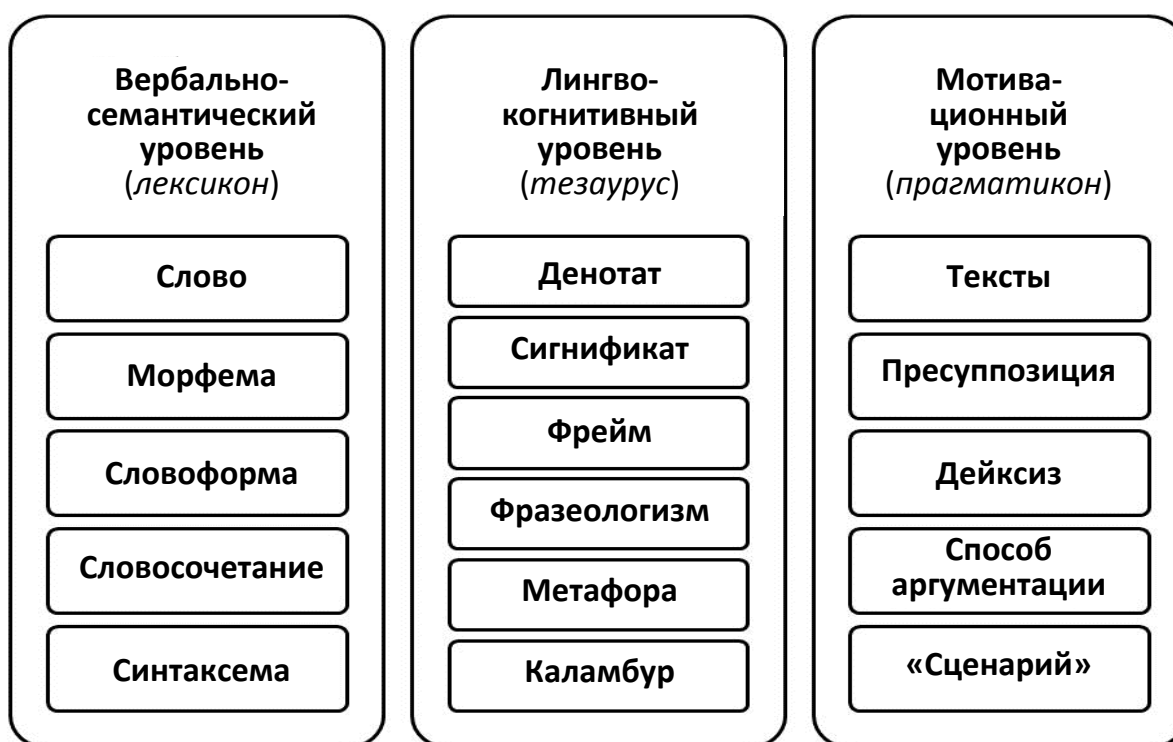 Вербально-
семантический
уровень
(лексикон)
Слово
Морфема
Словоформа
Словосочетание
Синтаксема
Лингво-
когнитивный
уровень
(тезаурус)
Денотат
Сигнификат
Фрейм
Фразеологизм
Метафора
Каламбур
Мотива-
ционный
уровень
(прагматикон)
Тексты
Пресуппозиция
Дейксиз
Способ
аргументации
«Сценарий»